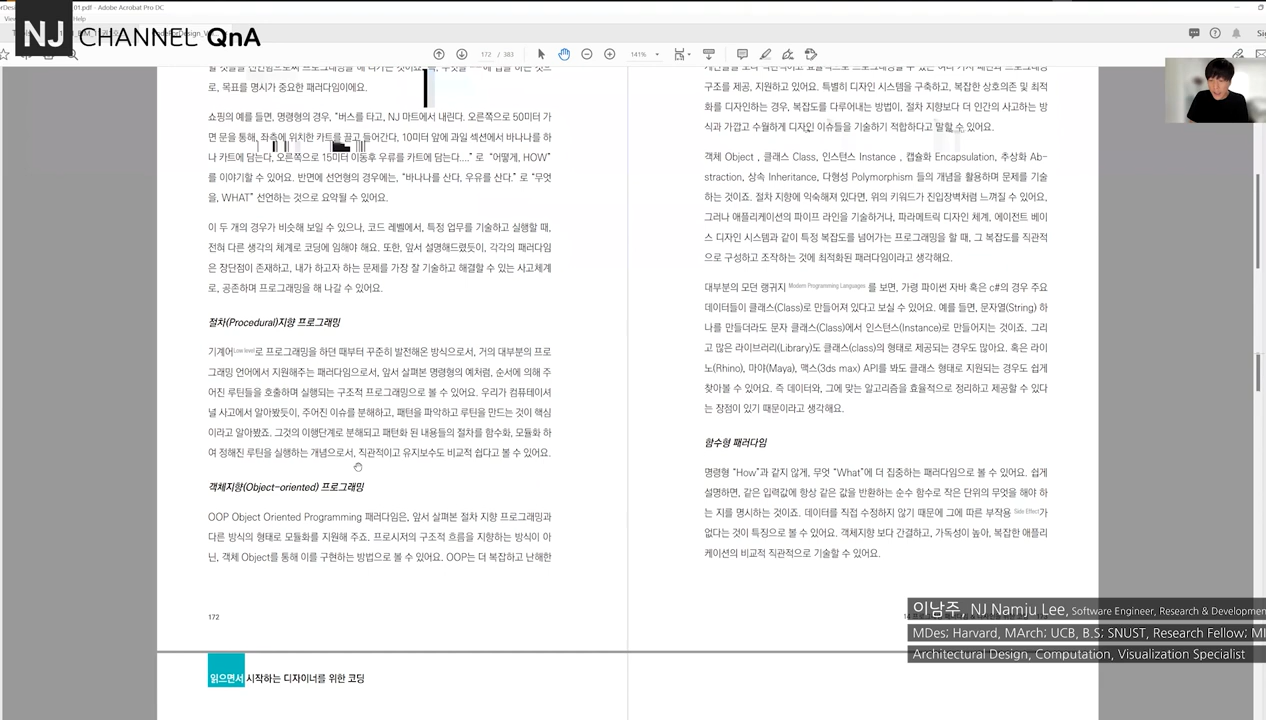 01.pdf - Adobe Acrobat Pro DC
Help
NJ CHANNEL QnA
172 / 383
141%
로, 목표를 명시가 중요한 패러다임이에요.
쇼핑의 예를 들면, 명령형의 경우, “버스를 타고, NJ 마트에서 내린다. 오른쪽으로 50미터 가
면 문을 통해, 좌측에 위치한 카트를 끌고 들어간다, 10미터 앞에 과일 섹션에서 바나나를 하
나 카트에 담는다, 오른쪽으로 15미터 이동후 우류를 카트에 담는다....” 로 “어떻게, HOW”
를 이야기할 수 있어요. 반면에 선언형의 경우에는, “바나나를 산다, 우유를 산다.” 로 “무엇
을, WHAT” 선언하는 것으로 요약될 수 있어요.
이 두 개의 경우가 비슷해 보일 수 있으나, 코드 레벨에서, 특정 업무를 기술하고 실행할 때,
전혀 다른 생각의 체계로 코딩에 임해야 해요. 또한, 앞서 설명해드렸듯이, 각각의 패러다임
은 장단점이 존재하고, 내가 하고자 하는 문제를 가장 잘 기술하고 해결할 수 있는 사고체계
로, 공존하며 프로그래밍을 해 나갈 수 있어요.
절차(Procedural)지향 프로그래밍
기계어Low level로 프로그래밍을 하던 때부터 꾸준히 발전해온 방식으로서, 거의 대부분의 프로
그래밍 언어에서 지원해주는 패러다임으로서, 앞서 살펴본 명령형의 예처럼, 순서에 의해 주
어진 루틴들을 호출하며 실행되는 구조적 프로그래밍으로 볼 수 있어요. 우리가 컴퓨테이셔
널 사고에서 알아봤듯이, 주어진 이슈를 분해하고, 패턴을 파악하고 루틴을 만드는 것이 핵심
이라고 알아봤죠. 그것의 이행단계로 분해되고 패턴화 된 내용들의 절차를 함수화, 모듈화 하
여 정해진 루틴을 실행하는 개념으로서, 직관적이고 유지보수도 비교적 쉽다고 볼 수 있어요.
객체지향(Object-oriented) 프로그래밍
OOP Object Oriented Programming 패러다임은, 앞서 살펴본 절차 지향 프로그래밍과
다른 방식의 형태로 모듈화를 지원해 주죠. 프로시저의 구조적 흐름을 지향하는 방식이 아
닌, 객체 Object를 통해 이를 구현하는 방법으로 볼 수 있어요. OOP는 더 복잡하고 난해한
172
구조를 제공, 지원하고 있어요. 특별히 디자인 시스템을 구축하고, 복잡한 상호의존 및 최적
화를 디자인하는 경우, 복잡도를 다루어내는 방법이, 절차 지향보다 더 인간의 사고하는 방
식과 가깝고 수월하게 디자인 이슈들을 기술하기 적합하다고 말할 수 있어요.
객체 Object , 클래스 Class, 인스턴스 Instance , 캡슐화 Encapsulation, 추상화 Ab-
straction, 상속 Inheritance, 다형성 Polymorphism 들의 개념을 활용하며 문제를 기술
하는 것이죠. 절차 지향에 익숙해져 있다면, 위의 키워드가 진입장벽처럼 느껴질 수 있어요,
그러나 애플리케이션의 파이프 라인을 기술하거나, 파라메트릭 디자인 체계, 에이전트 베이
스 디자인 시스템과 같이 특정 복잡도를 넘어가는 프로그래밍을 할 때, 그 복잡도를 직관적
으로 구성하고 조작하는 것에 최적화된 패러다임이라고 생각해요.
대부분의 모던 랭귀지 Modern Programming Languages 를 보면, 가령 파이썬 자바 혹은 c#의 경우 주요
데이터들이 클래스(Class)로 만들어져 있다고 보실 수 있어요. 예를 들면, 문자열(String) 하
나를 만들더라도 문자 클래스(Class)에서 인스턴스(Instance)로 만들어지는 것이죠. 그리
고 많은 라이브러리(Library)도 클래스(class)의 형태로 제공되는 경우도 많아요. 혹은 라이
노(Rhino), 마야(Maya), 맥스(3ds max) API를 봐도 클래스 형태로 지원되는 경우도 쉽게
찾아볼 수 있어요. 즉 데이터와, 그에 맞는 알고리즘을 효율적으로 정리하고 제공할 수 있다
는 장점이 있기 때문이라고 생각해요.
함수형 패러다임
명령형 “How”과 같지 않게, 무엇 “What”에 더 집중하는 패러다임으로 볼 수 있어요. 쉽게
설명하면, 같은 입력값에 항상 같은 값을 반환하는 순수 함수로 작은 단위의 무엇을 해야 하
는 지를 명시하는 것이죠. 데이터를 직접 수정하지 않기 때문에 그에 따른 부작용 Side Effect가
없다는 것이 특징으로 볼 수 있어요. 객체지향 보다 간결하고, 가독성이 높아, 복잡한 애플리
케이션의 비교적 직관적으로 기술할 수 있어요.
이남주, NJ Namju Lee, Software Engineer, Research & Developmen
MDes; Harvard, MArch; UCB, B.S; SNUST, Research Fellow; MI
Architectural Design, Computation, Visualization Specialist
읽으면서 시작하는 디자이너를 위한 코딩